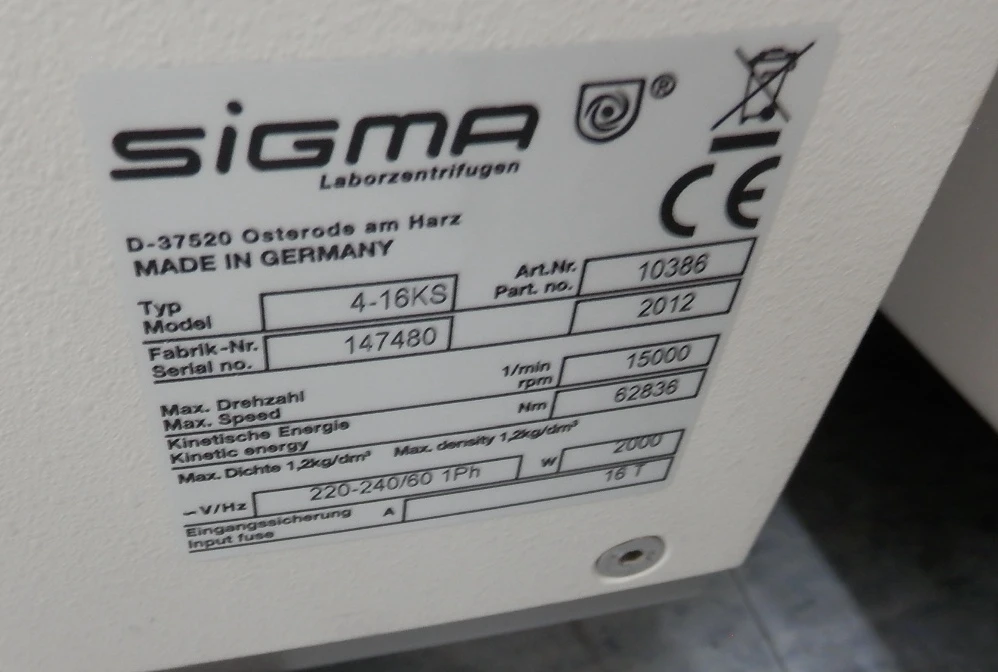 SiGMA ®
Laborzentrifugen
CE
D-37520 Osterode am Harz
MADE IN GERMANY
Typ
Model 4-16KS Art.Nr.
Part. no. 10386
Fabrik-Nr.
Serial no. 147480 2012
Max. Drehzahl
Max. Speed 1/min
rpm 15000
Kinetische Energie
Kinetic energy Nm 62836
Max. Dichte 1,2kg/dm³ Max. density 1,2kg/dm³
~V/Hz 220-240/60 1Ph W 2000
Eingangssicherung
Input fuse A 16 T